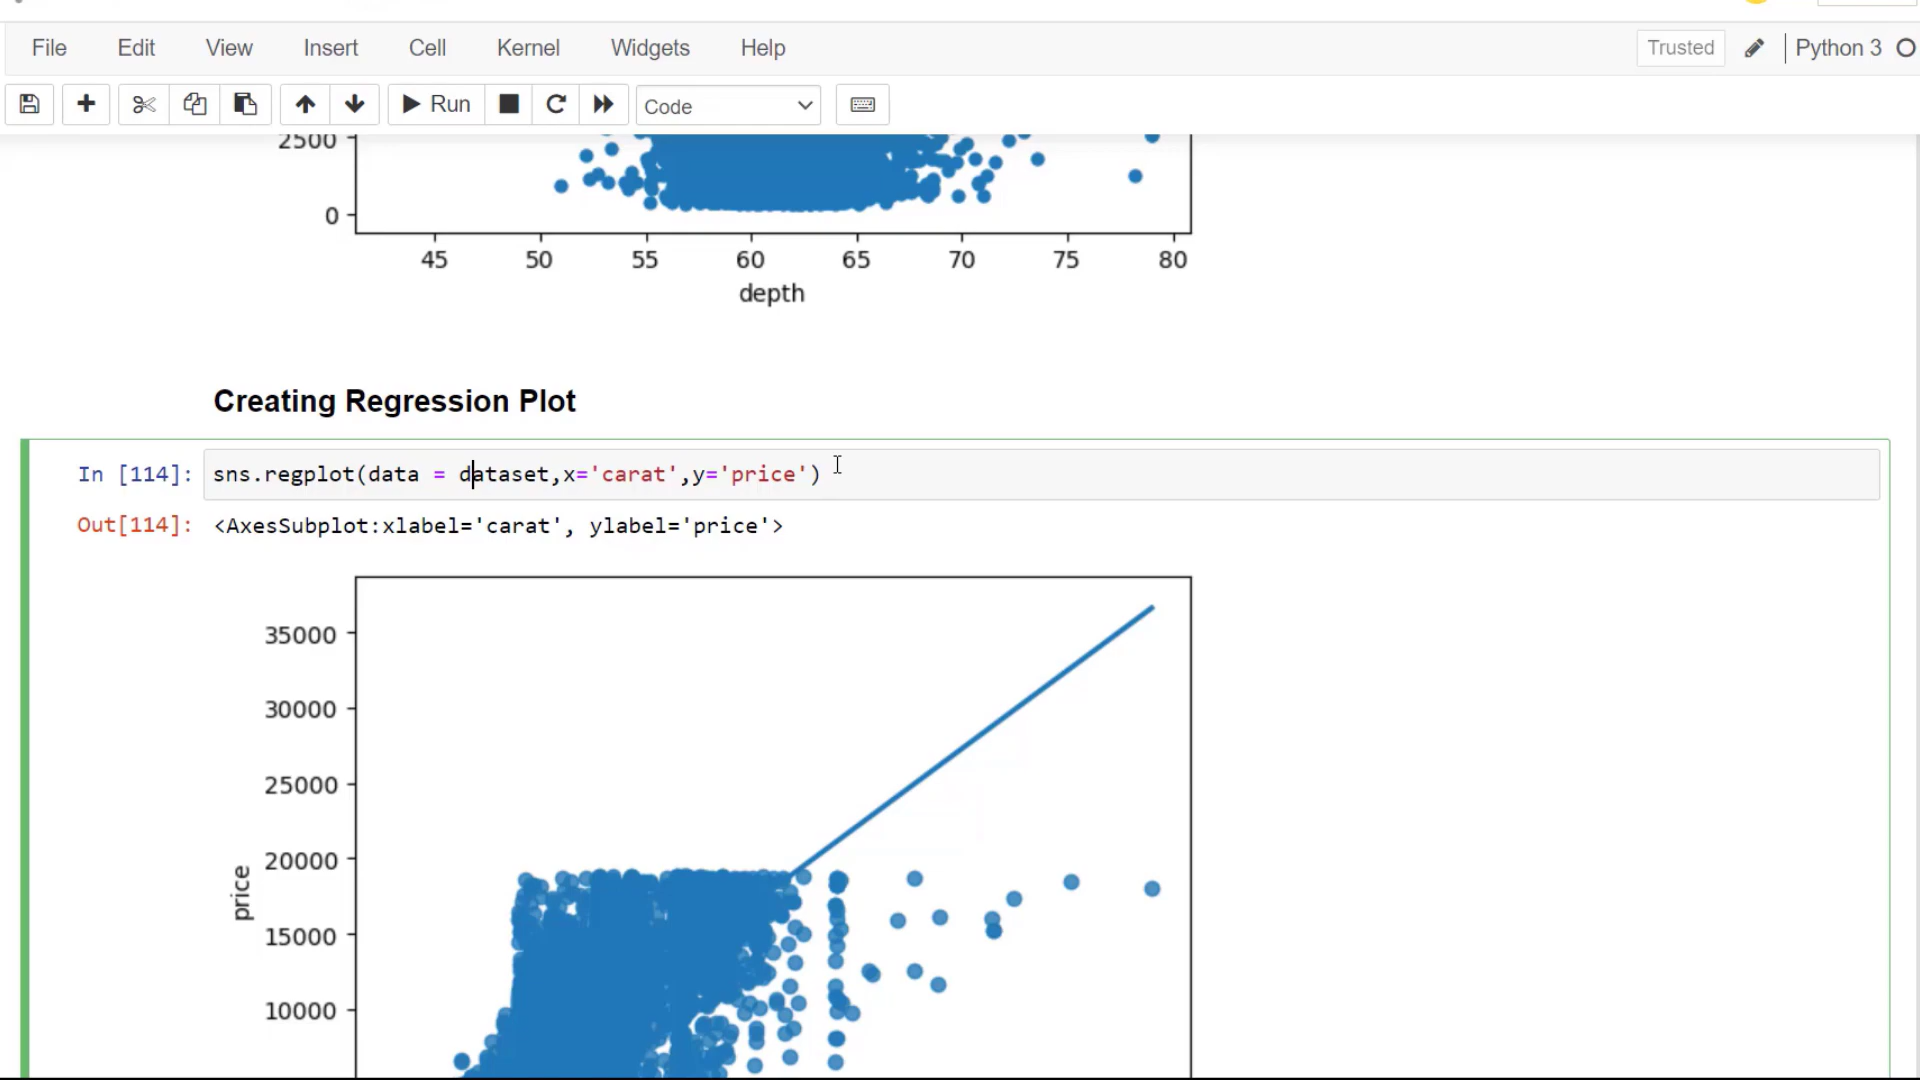 File Edit View Insert Cell Kernel Widgets Help Trusted Python 3
Run Code
2500
0
45 50 55 60 65 70 75 80
depth
Creating Regression Plot
In [114]: sns.regplot(data = dataset,x='carat',y='price')
Out[114]: <AxesSubplot:xlabel='carat', ylabel='price'>
35000
30000
25000
20000
price
15000
10000